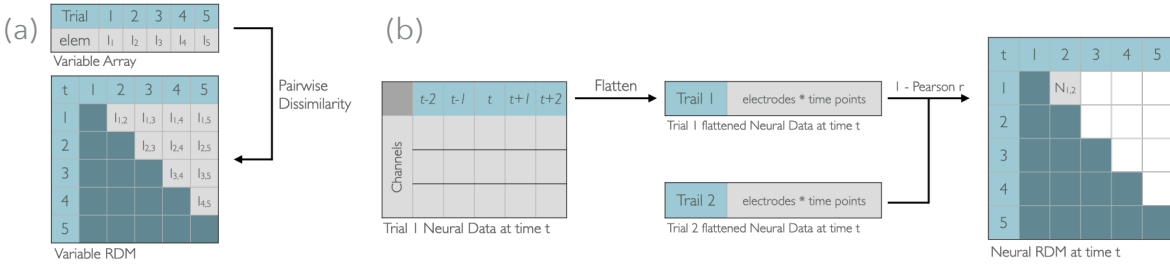 (a)
Trial 1 2 3 4 5
elem I1 I2 I3 I4 I5
Variable Array
Pairwise
Dissimilarity
t 1 2 3 4 5
1 I1,2 I1,3 I1,4 I1,5
2 I2,3 I2,4 I2,5
3 I3,4 I3,5
4 I4,5
5
Variable RDM
(b)
t-2 t-1 t t+1 t+2
Channels
Trial 1 Neural Data at time t
Flatten
Trail 1 electrodes * time points
Trial 1 flattened Neural Data at time t
Trail 2 electrodes * time points
Trial 2 flattened Neural Data at time t
1 - Pearson r
t 1 2 3 4 5
1 N1,2
2
3
4
5
Neural RDM at time t